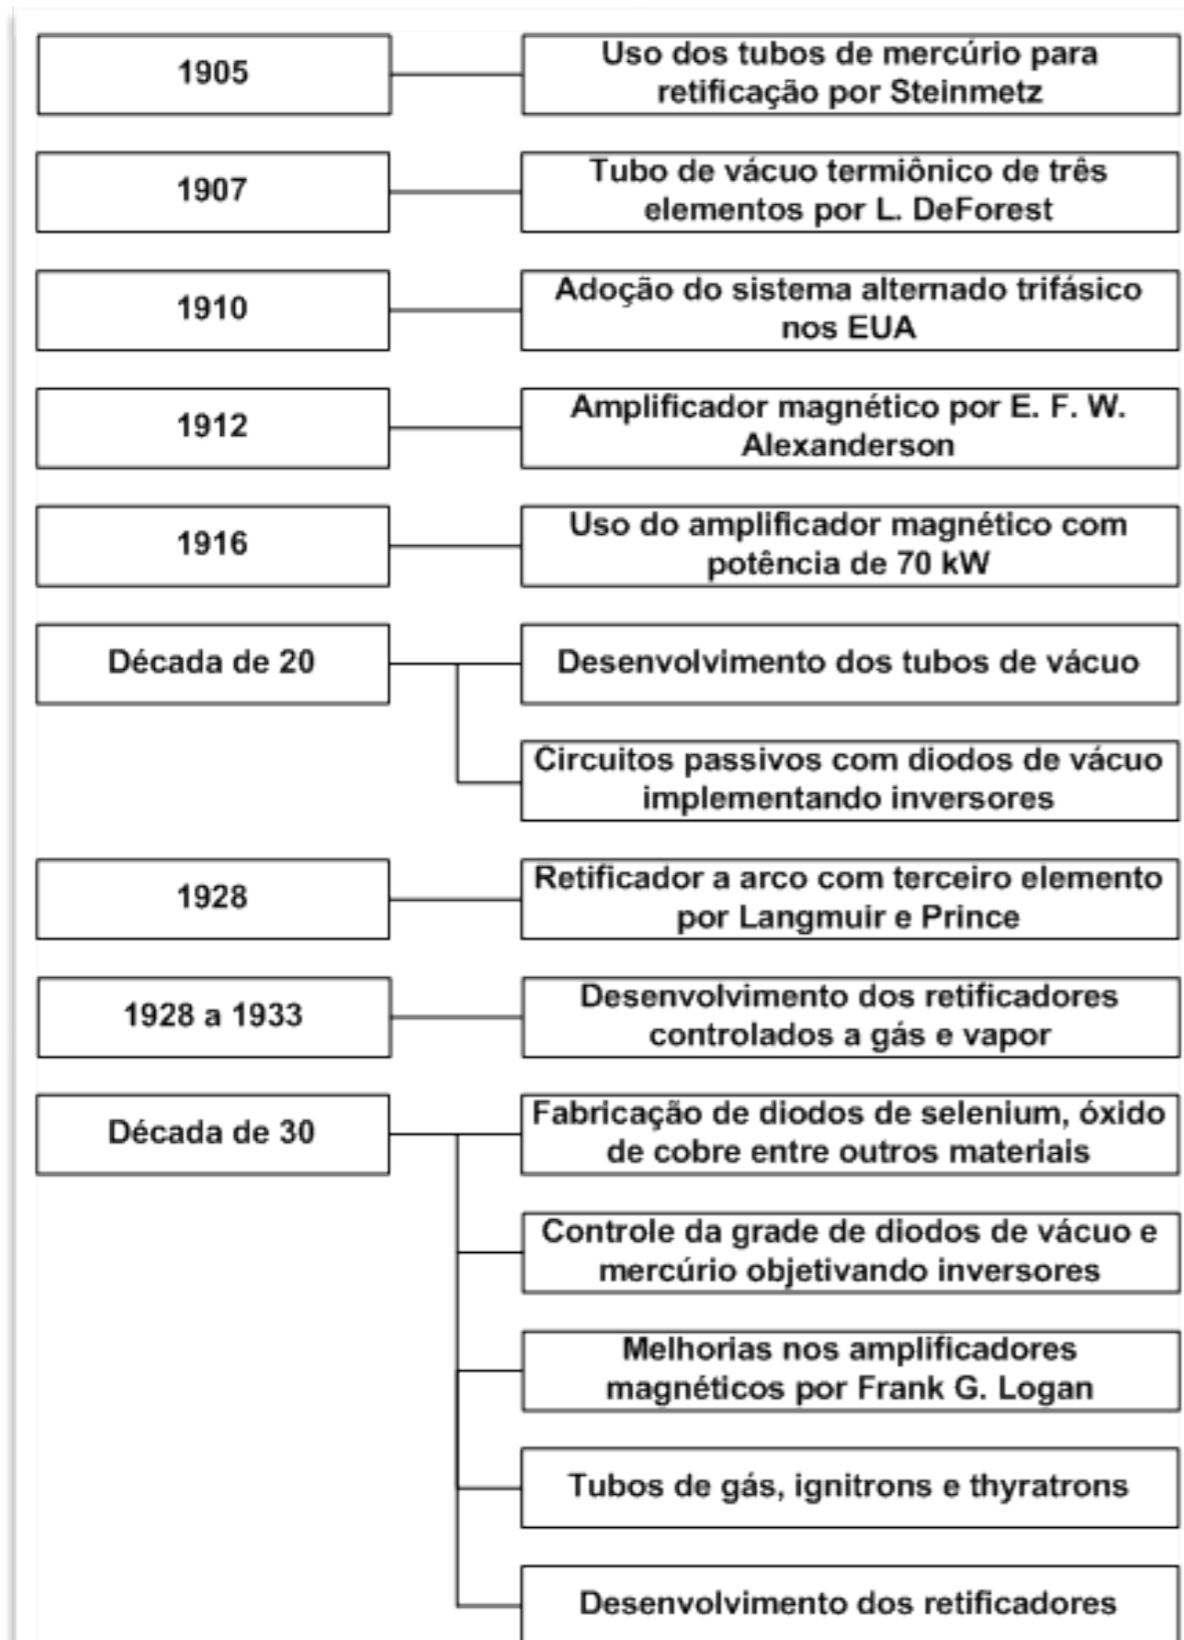 1905
Uso dos tubos de mercúrio para
retificação por Steinmetz
1907
Tubo de vácuo termiônico de três
elementos por L. DeForest
1910
Adoção do sistema alternado trifásico
nos EUA
1912
Amplificador magnético por E. F. W.
Alexanderson
1916
Uso do amplificador magnético com
potência de 70 kW
Década de 20
Desenvolvimento dos tubos de vácuo
Circuitos passivos com diodos de vácuo
implementando inversores
1928
Retificador a arco com terceiro elemento
por Langmuir e Prince
1928 a 1933
Desenvolvimento dos retificadores
controlados a gás e vapor
Década de 30
Fabricação de diodos de selenium, óxido
de cobre entre outros materiais
Controle da grade de diodos de vácuo e
mercúrio objetivando inversores
Melhorias nos amplificadores
magnéticos por Frank G. Logan
Tubos de gás, ignitrons e thyratrons
Desenvolvimento dos retificadores